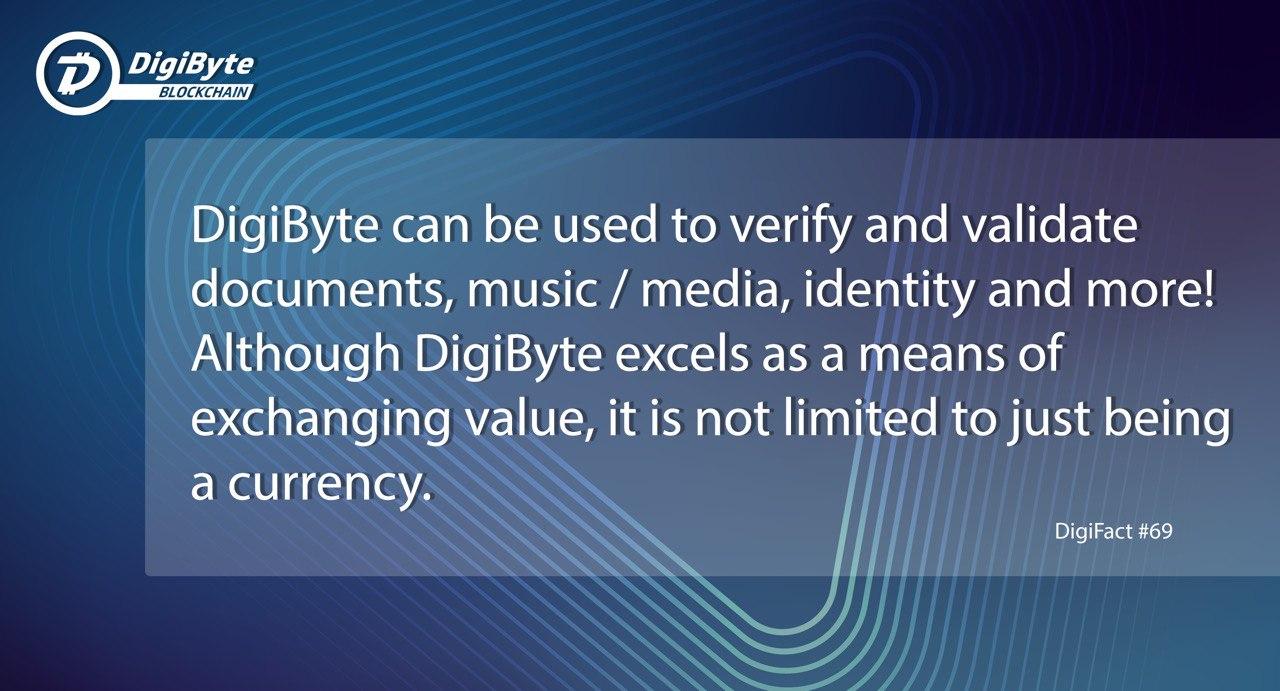 DigiByte
BLOCKCHAIN
DigiByte can be used to verify and validate
documents, music / media, identity and more!
Although DigiByte excels as a means of
exchanging value, it is not limited to just being
a currency.
DigiFact #69